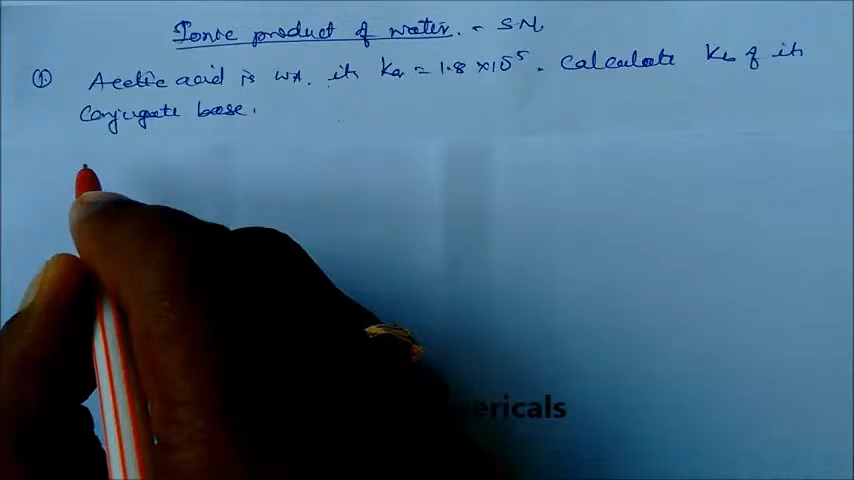 Ionic product of water. - SN
1. Acetic acid is WA. its Ka = 1.8 × 10⁻⁵. Calculate Kb of its
Conjugate base.
ericals